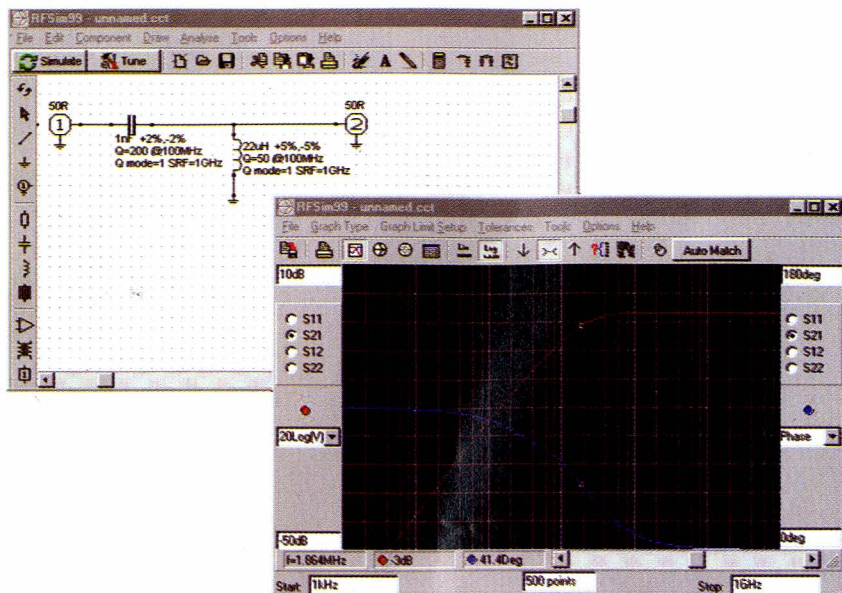 RFSim99 - unnamed.cct
File Edit Component Draw Analyse Tools Options Help
Simulate Tune A
50R
1
1nF +2%,-2%
Q=200 @100MHz
Q mode=1 SRF=1GHz
22uH +5%,-5%
Q=50 @100MHz
Q mode=1 SRF=1GHz
50R
2
RFSim99 - unnamed.cct
File Graph Type Graph Limit Setup Tolerances Tools Options Help
Lin Log Auto Match
10dB
180deg
S11
S21
S12
S22
S11
S21
S12
S22
20Log(V)
Phase
-50dB
0deg
f=1.864MHz -3dB 41.4Deg
Start 1kHz 500 points Stop 1GHz